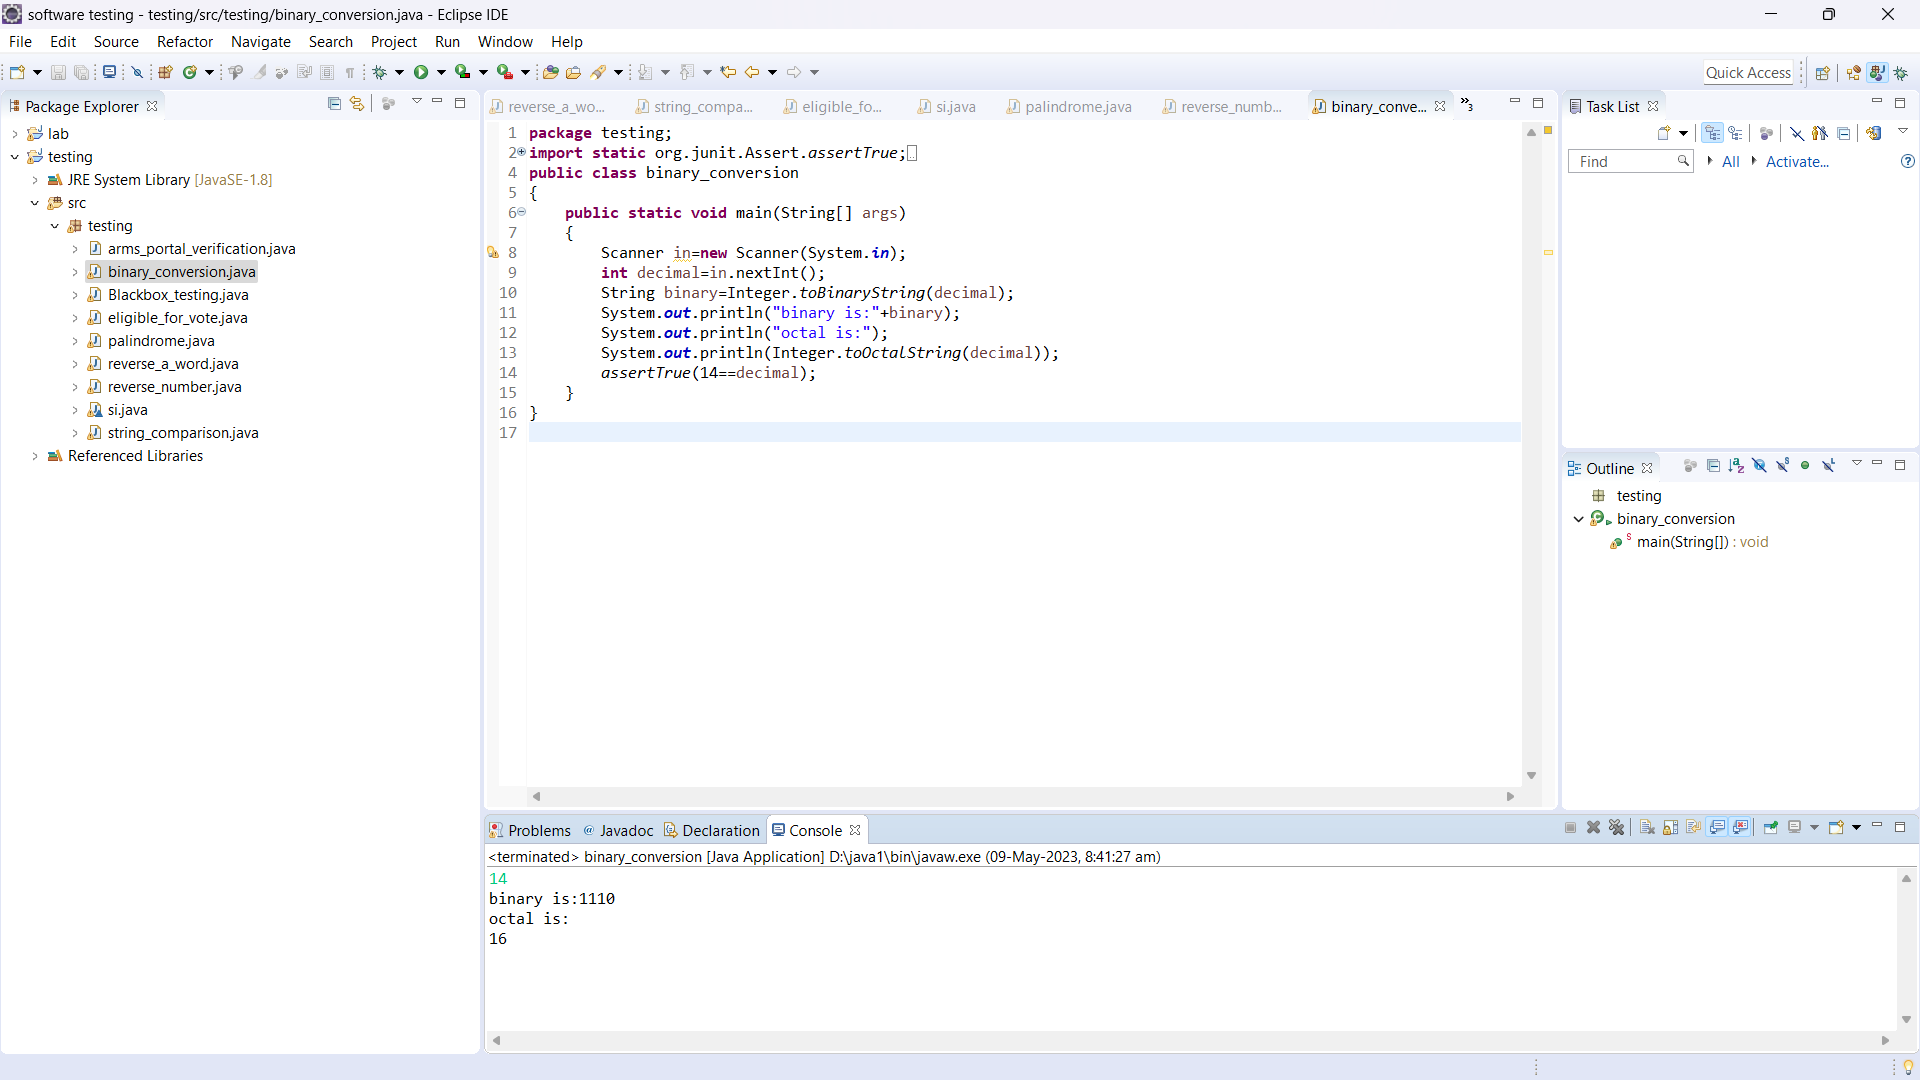 software testing - testing/src/testing/binary_conversion.java - Eclipse IDE
File Edit Source Refactor Navigate Search Project Run Window Help
Quick Access
Package Explorer
lab
testing
JRE System Library [JavaSE-1.8]
src
testing
arms_portal_verification.java
binary_conversion.java
Blackbox_testing.java
eligible_for_vote.java
palindrome.java
reverse_a_word.java
reverse_number.java
si.java
string_comparison.java
Referenced Libraries
reverse_a_wo... string_compa... eligible_fo... si.java palindrome.java reverse_numb... binary_conve... »3
1 package testing;
2 import static org.junit.Assert.assertTrue;
4 public class binary_conversion
5 {
6 public static void main(String[] args)
7 {
8 Scanner in=new Scanner(System.in);
9 int decimal=in.nextInt();
10 String binary=Integer.toBinaryString(decimal);
11 System.out.println("binary is:"+binary);
12 System.out.println("octal is:");
13 System.out.println(Integer.toOctalString(decimal));
14 assertTrue(14==decimal);
15 }
16 }
17
Task List
Find All Activate...
Outline
testing
binary_conversion
main(String[]) : void
Problems @ Javadoc Declaration Console
<terminated> binary_conversion [Java Application] D:\java1\bin\javaw.exe (09-May-2023, 8:41:27 am)
14
binary is:1110
octal is:
16